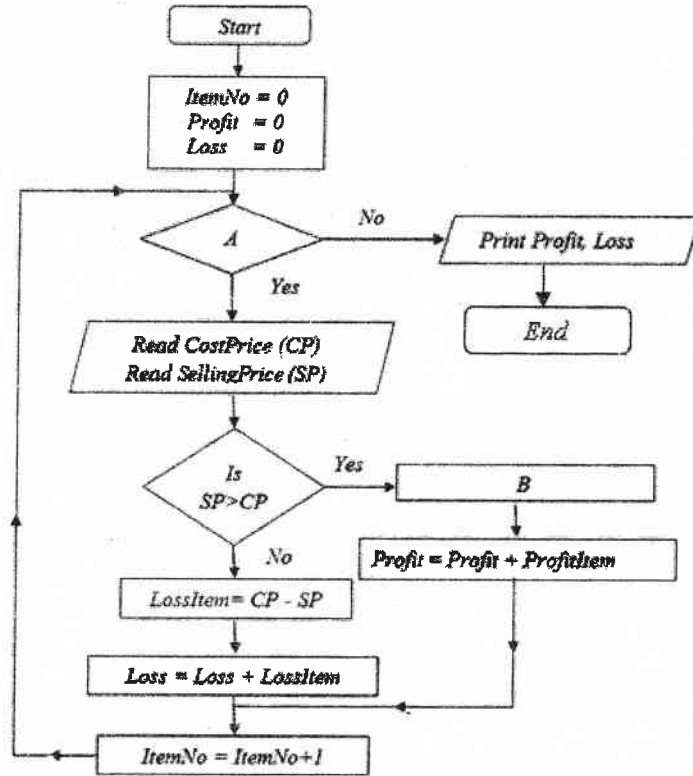 Start
ItemNo = 0
Profit = 0
Loss = 0
A
No
Print Profit, Loss
Yes
End
Read CostPrice (CP)
Read SellingPrice (SP)
Is
SP>CP
Yes
B
No
Profit = Profit + ProfitItem
LossItem= CP - SP
Loss = Loss + LossItem
ItemNo = ItemNo+1